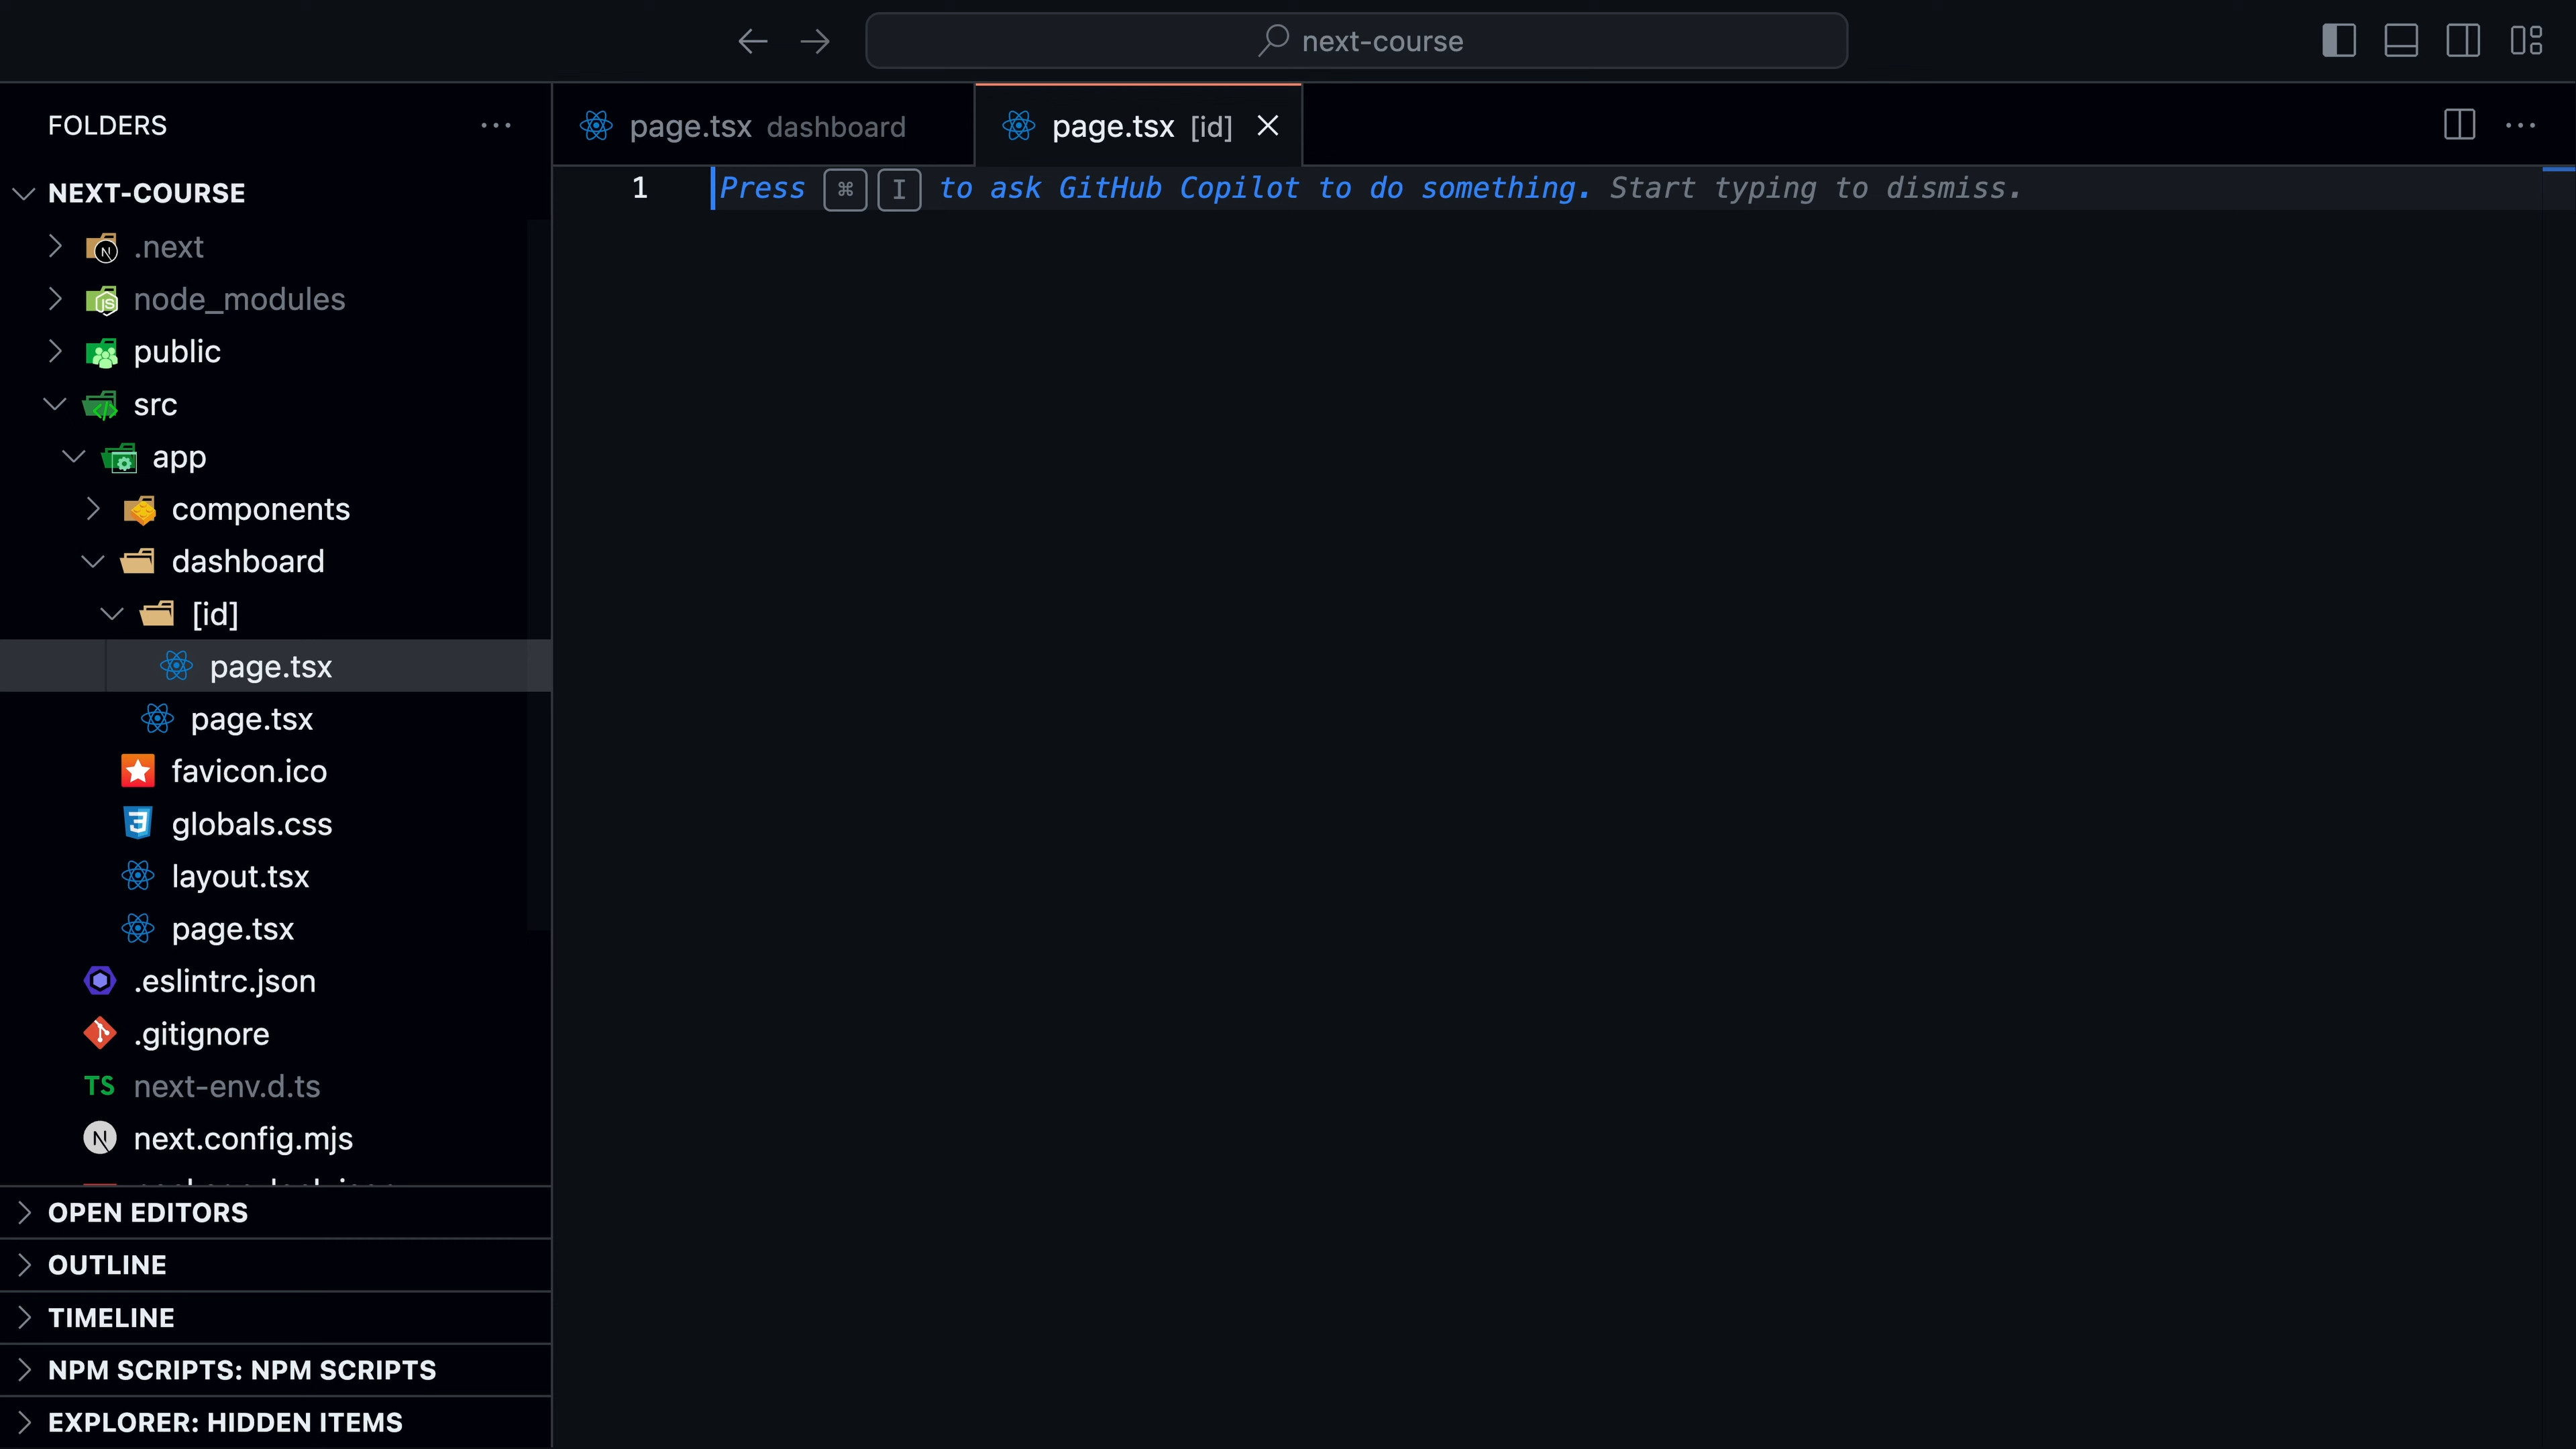 next-course
FOLDERS
NEXT-COURSE
.next
node_modules
public
src
app
components
dashboard
[id]
page.tsx
page.tsx
favicon.ico
globals.css
layout.tsx
page.tsx
.eslintrc.json
.gitignore
TS next-env.d.ts
next.config.mjs
OPEN EDITORS
OUTLINE
TIMELINE
NPM SCRIPTS: NPM SCRIPTS
EXPLORER: HIDDEN ITEMS
page.tsx dashboard
page.tsx [id]
1 Press ⌘ I to ask GitHub Copilot to do something. Start typing to dismiss.